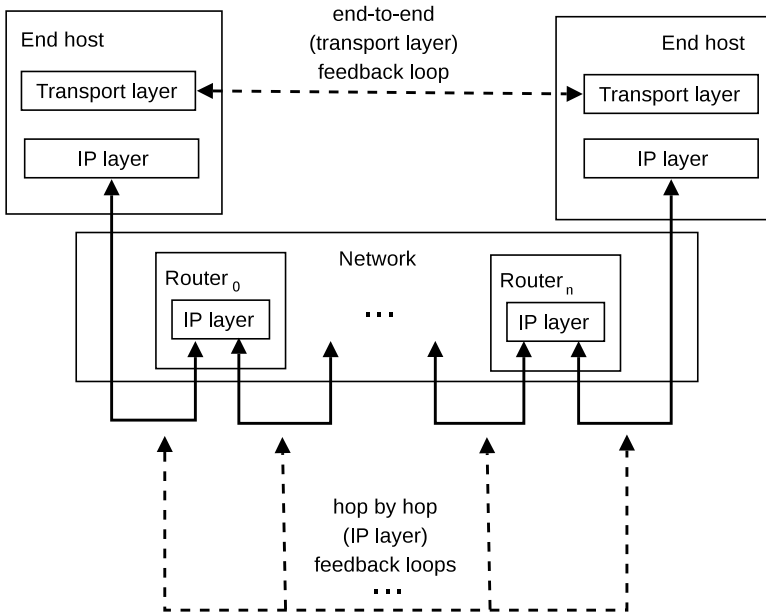 end-to-end
(transport layer)
feedback loop
End host
Transport layer
IP layer
End host
Transport layer
IP layer
Network
Router 0
IP layer
...
Router n
IP layer
hop by hop
(IP layer)
feedback loops
...